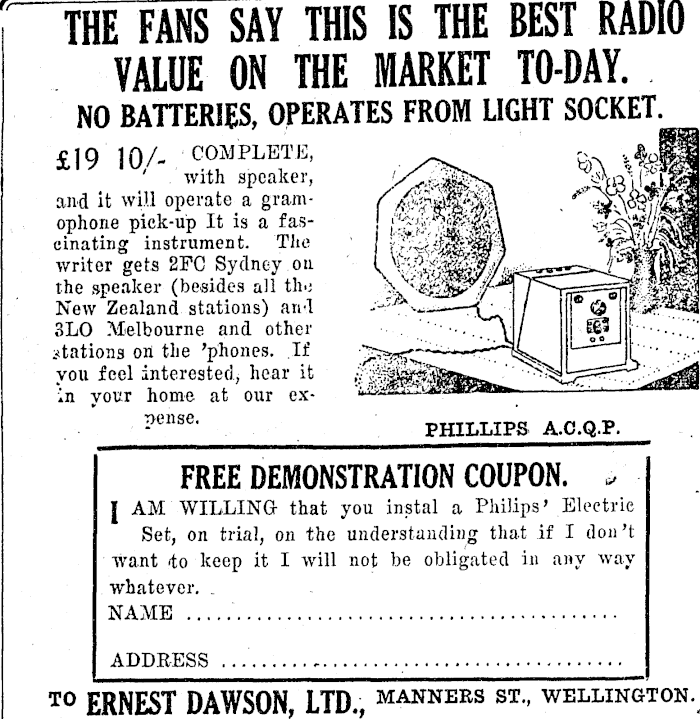 THE FANS SAY THIS IS THE BEST RADIO
VALUE ON THE MARKET TO-DAY.
NO BATTERIES, OPERATES FROM LIGHT SOCKET.
£19 10/- COMPLETE,
with speaker,
and it will operate a gram-
ophone pick-up It is a fas-
cinating instrument. The
writer gets 2FC Sydney on
the speaker (besides all the
New Zealand stations) and
3LO Melbourne and other
stations on the 'phones. If
you feel interested, hear it
in your home at our ex-
pense.
PHILLIPS A.C.Q.P.
FREE DEMONSTRATION COUPON.
I AM WILLING that you instal a Philips' Electric
Set, on trial, on the understanding that if I don't
want to keep it I will not be obligated in any way
whatever.
NAME ........................................
ADDRESS .....................................
TO ERNEST DAWSON, LTD., MANNERS ST., WELLINGTON.